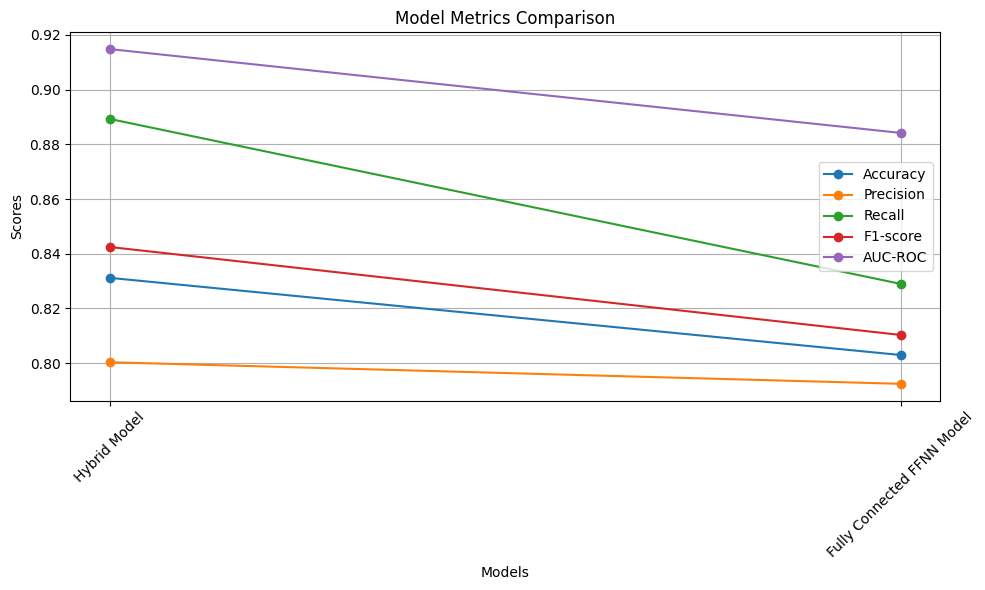 Model Metrics Comparison
Scores
0.92
0.90
0.88
0.86
0.84
0.82
0.80
Accuracy
Precision
Recall
F1-score
AUC-ROC
Hybrid Model
Fully Connected FFNN Model
Models